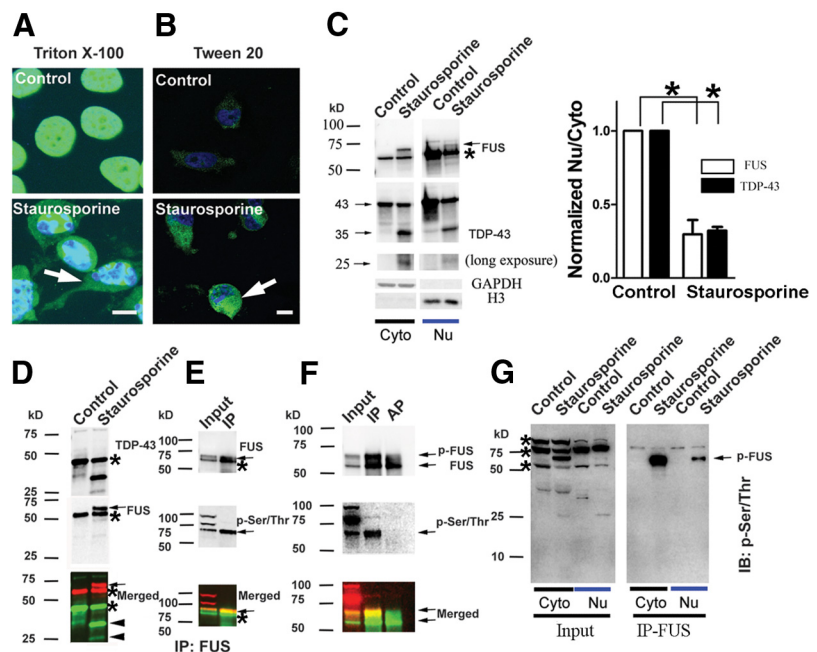 A
Triton X-100
Control
Staurosporine
B
Tween 20
Control
Staurosporine
C
Control
Staurosporine
Control
Staurosporine
kD
100
75
50
FUS
*
43
35
TDP-43
25
(long exposure)
GAPDH
H3
Cyto
Nu
* *
Normalized Nu/Cyto
1.0
0.5
0.0
FUS
TDP-43
Control Staurosporine
D
Control
Staurosporine
kD
75
50
25
TDP-43
*
75
50
25
FUS
*
75
50
25
Merged
*
*
E
Input
IP
kD
100
75
50
FUS
*
100
75
50
p-Ser/Thr
100
75
50
Merged
*
IP: FUS
F
Input
IP
AP
kD
100
75
50
p-FUS
FUS
100
75
50
p-Ser/Thr
100
75
50
Merged
G
Control
Staurosporine
Control
Staurosporine
Control
Staurosporine
Control
Staurosporine
kD
*
75
*
50
*
25
10
p-FUS
IB: p-Ser/Thr
Cyto Nu
Input
Cyto Nu
IP-FUS